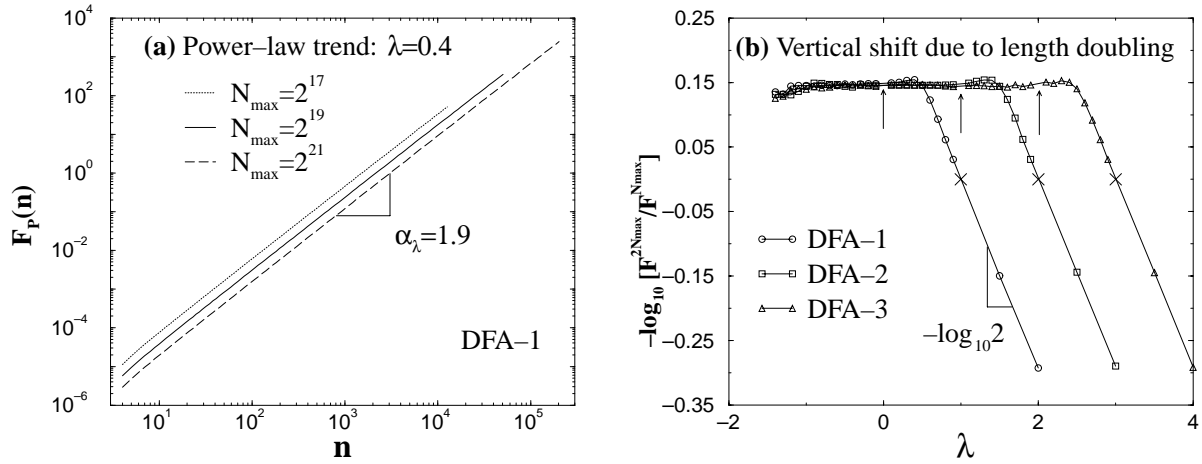 (a) Power–law trend: λ=0.4
N_max=2^17
N_max=2^19
N_max=2^21
α_λ=1.9
DFA–1
F_P(n)
10^4
10^2
10^0
10^−2
10^−4
10^−6
10^1
10^2
10^3
10^4
10^5
n
(b) Vertical shift due to length doubling
DFA–1
DFA–2
DFA–3
−log_10 2
−log_10 [F^2Nmax/F^Nmax]
0.25
0.15
0.05
−0.05
−0.15
−0.25
−0.35
−2
0
2
4
λ